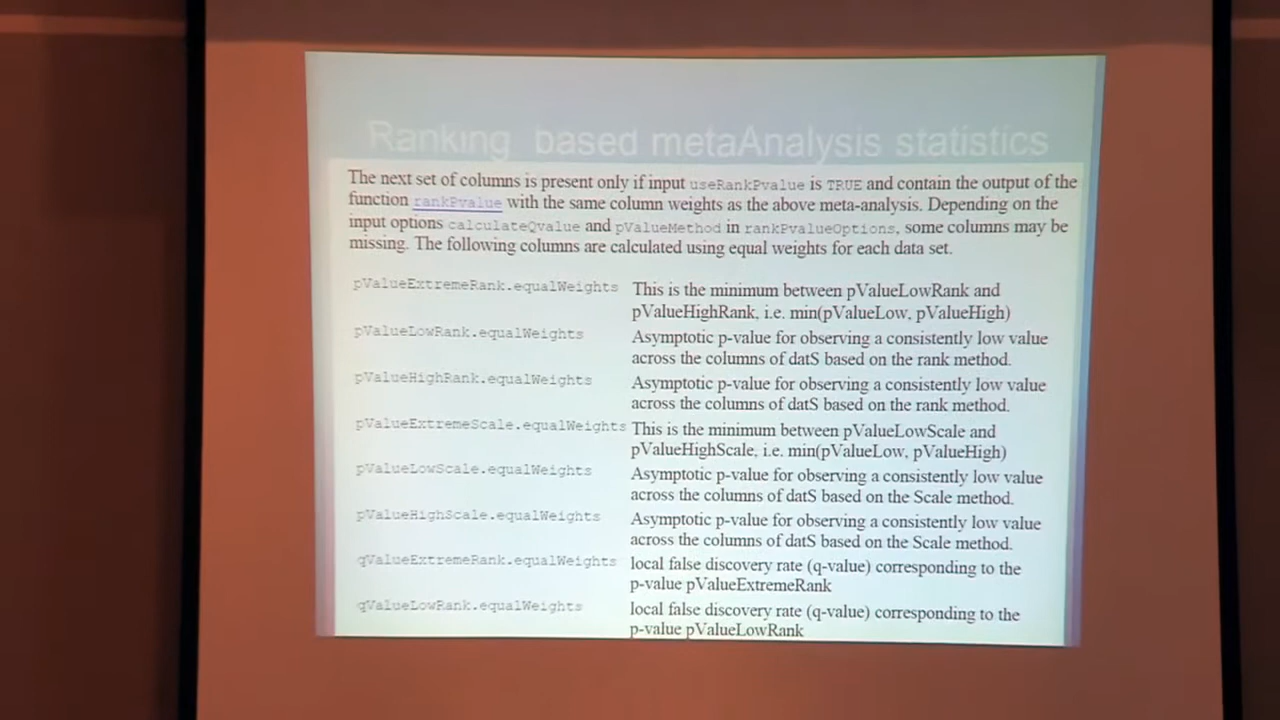 Ranking based metaAnalysis statistics
The next set of columns is present only if input useRankPvalue is TRUE and contain the output of the
function rankPvalue with the same column weights as the above meta-analysis. Depending on the
input options calculateQvalue and pValueMethod in rankPvalueOptions, some columns may be
missing. The following columns are calculated using equal weights for each data set.
pValueExtremeRank.equalWeights This is the minimum between pValueLowRank and
pValueHighRank, i.e. min(pValueLow, pValueHigh)
pValueLowRank.equalWeights Asymptotic p-value for observing a consistently low value
across the columns of datS based on the rank method.
pValueHighRank.equalWeights Asymptotic p-value for observing a consistently low value
across the columns of datS based on the rank method.
pValueExtremeScale.equalWeights This is the minimum between pValueLowScale and
pValueHighScale, i.e. min(pValueLow, pValueHigh)
pValueLowScale.equalWeights Asymptotic p-value for observing a consistently low value
across the columns of datS based on the Scale method.
pValueHighScale.equalWeights Asymptotic p-value for observing a consistently low value
across the columns of datS based on the Scale method.
qValueExtremeRank.equalWeights local false discovery rate (q-value) corresponding to the
p-value pValueExtremeRank
qValueLowRank.equalWeights local false discovery rate (q-value) corresponding to the
p-value pValueLowRank